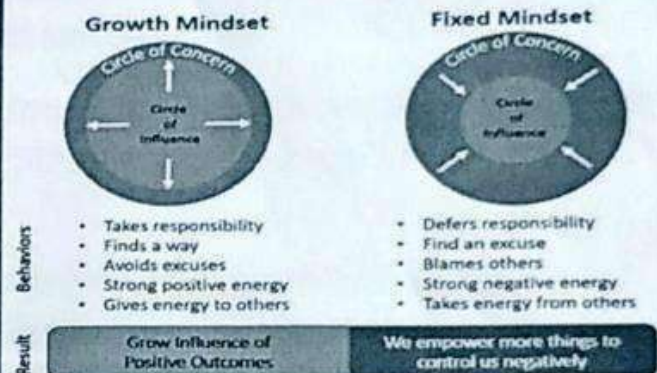 Growth Mindset
Circle of Concern
Circle
of
Influence
Fixed Mindset
Circle of Concern
Circle
of
Influence
Behaviors
• Takes responsibility
• Finds a way
• Avoids excuses
• Strong positive energy
• Gives energy to others
• Defers responsibility
• Find an excuse
• Blames others
• Strong negative energy
• Takes energy from others
Result
Grow Influence of
Positive Outcomes
We empower more things to
control us negatively